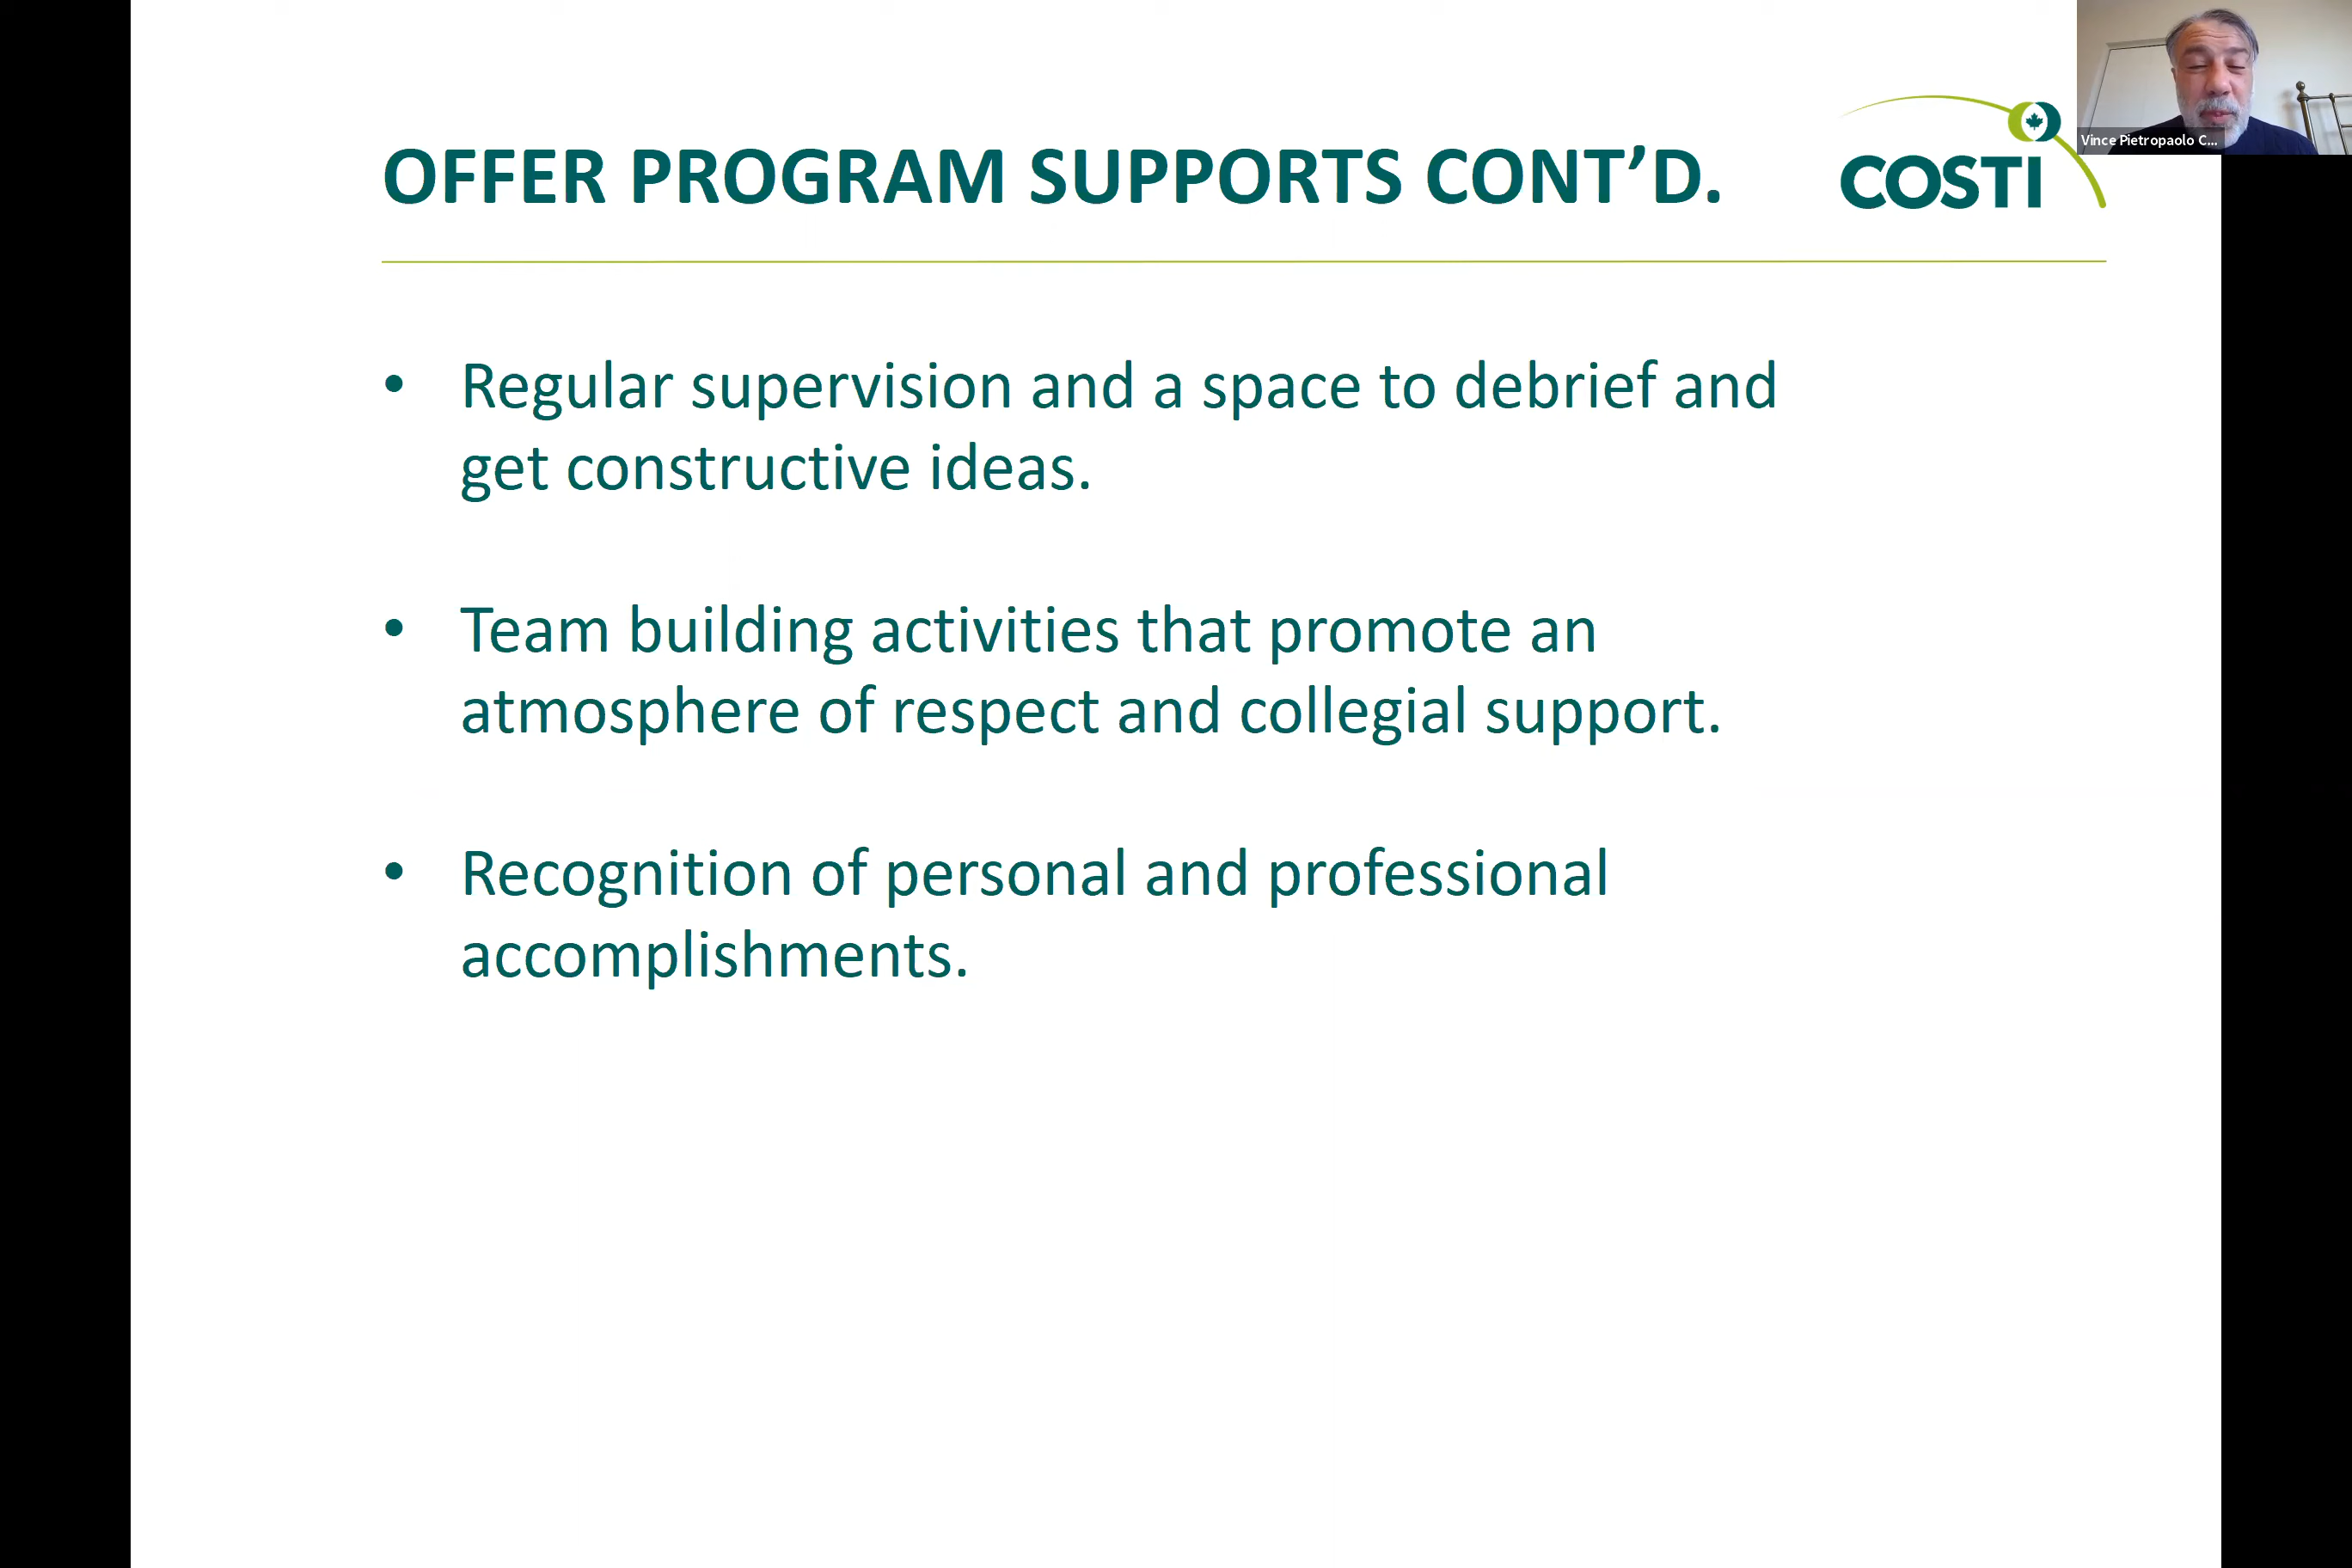 OFFER PROGRAM SUPPORTS CONT’D.
COSTI
Vince Pietropaolo C...
• Regular supervision and a space to debrief and
get constructive ideas.
• Team building activities that promote an
atmosphere of respect and collegial support.
• Recognition of personal and professional
accomplishments.